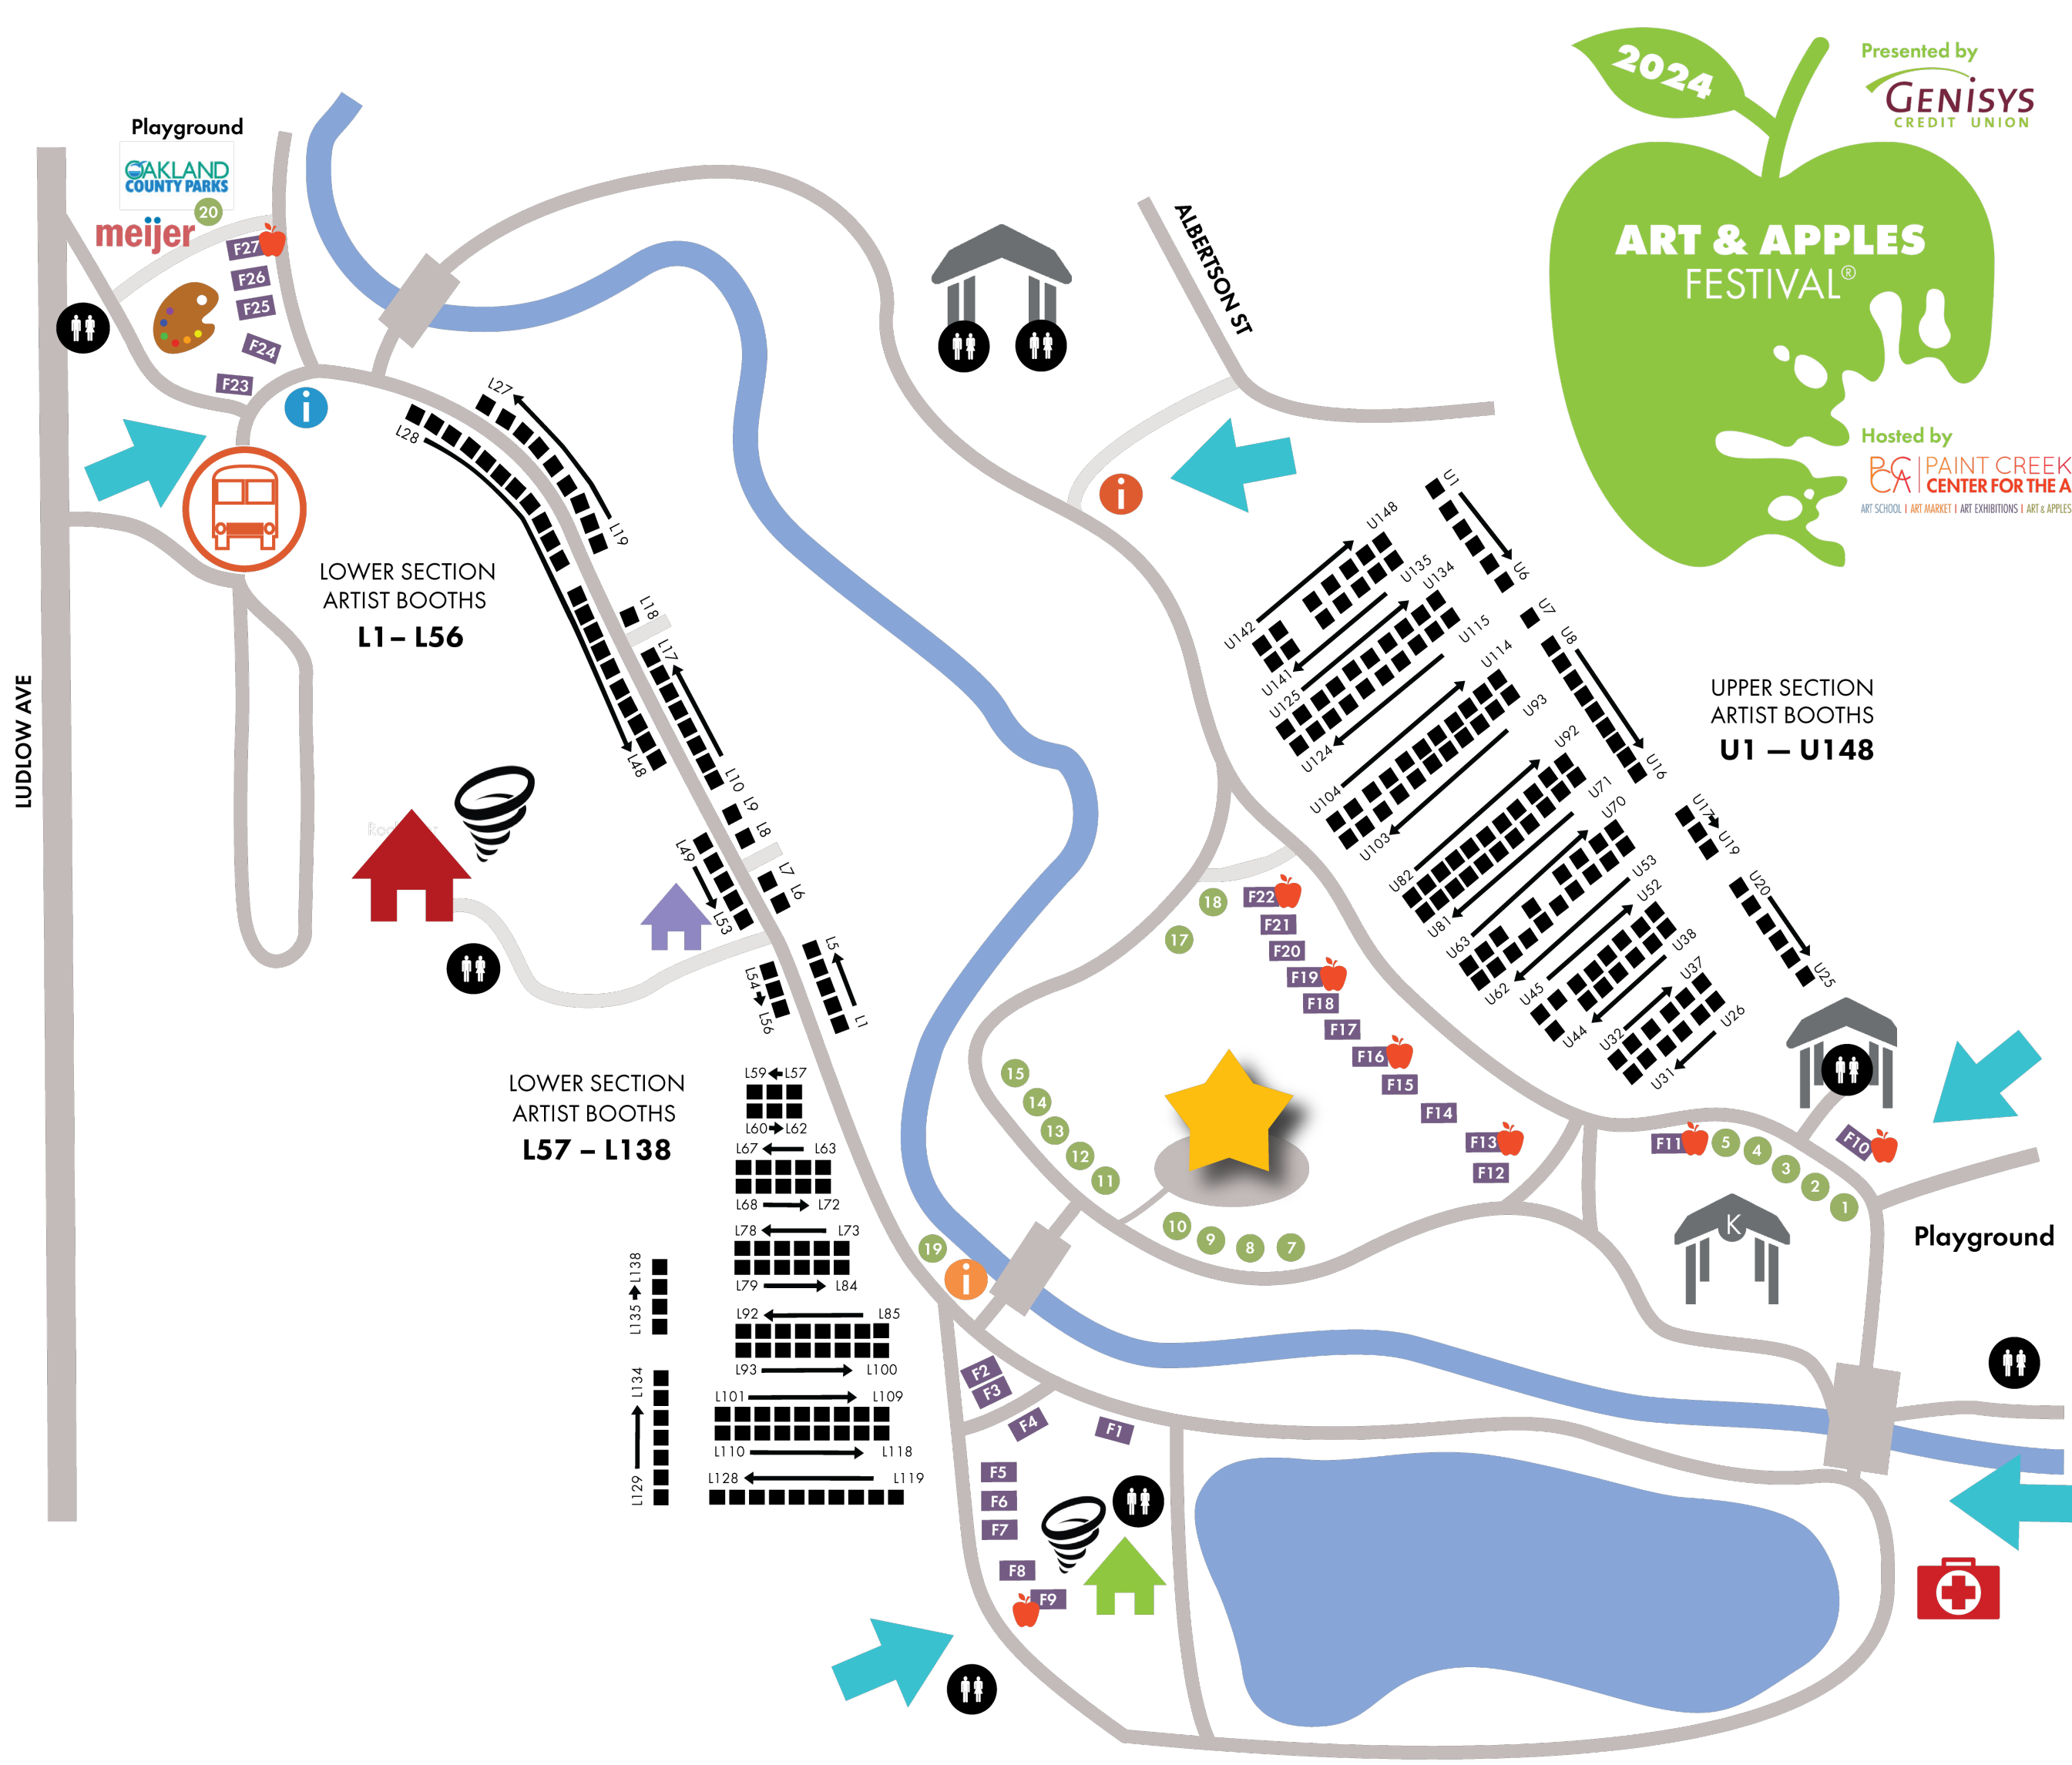 2024
Presented by
GENISYS
CREDIT UNION
ART & APPLES
FESTIVAL®
Hosted by
PCCA
PAINT CREEK
CENTER FOR THE A
ART SCHOOL | ART MARKET | ART EXHIBITIONS | ART & APPLES
Playground
OAKLAND
COUNTY PARKS
20
meijer
F27
F26
F25
F24
F23
i
LUDLOW AVE
ALBERTSON ST
i
LOWER SECTION
ARTIST BOOTHS
L1 – L56
L27
L28
L19
L18
L17
L48
L10
L9
L8
L49
L7
L6
L53
L5
L54
L56
L1
UPPER SECTION
ARTIST BOOTHS
U1 — U148
U1
U6
U7
U8
U16
U17
U19
U20
U25
U148
U142
U135
U141
U134
U125
U115
U124
U114
U104
U93
U103
U92
U82
U71
U81
U70
U63
U53
U62
U52
U45
U38
U44
U37
U32
U26
U31
18
17
F22
F21
F20
F19
F18
F17
F16
F15
F14
F13
F12
15
14
13
12
11
10
9
8
7
F11
5
4
3
2
1
F10
K
Playground
LOWER SECTION
ARTIST BOOTHS
L57 – L138
L59
L57
L60
L62
L67
L63
L68
L72
L78
L73
L79
L84
L92
L85
L93
L100
L101
L109
L110
L118
L128
L119
L138
L135
L134
L129
19
i
F2
F3
F4
F1
F5
F6
F7
F8
F9